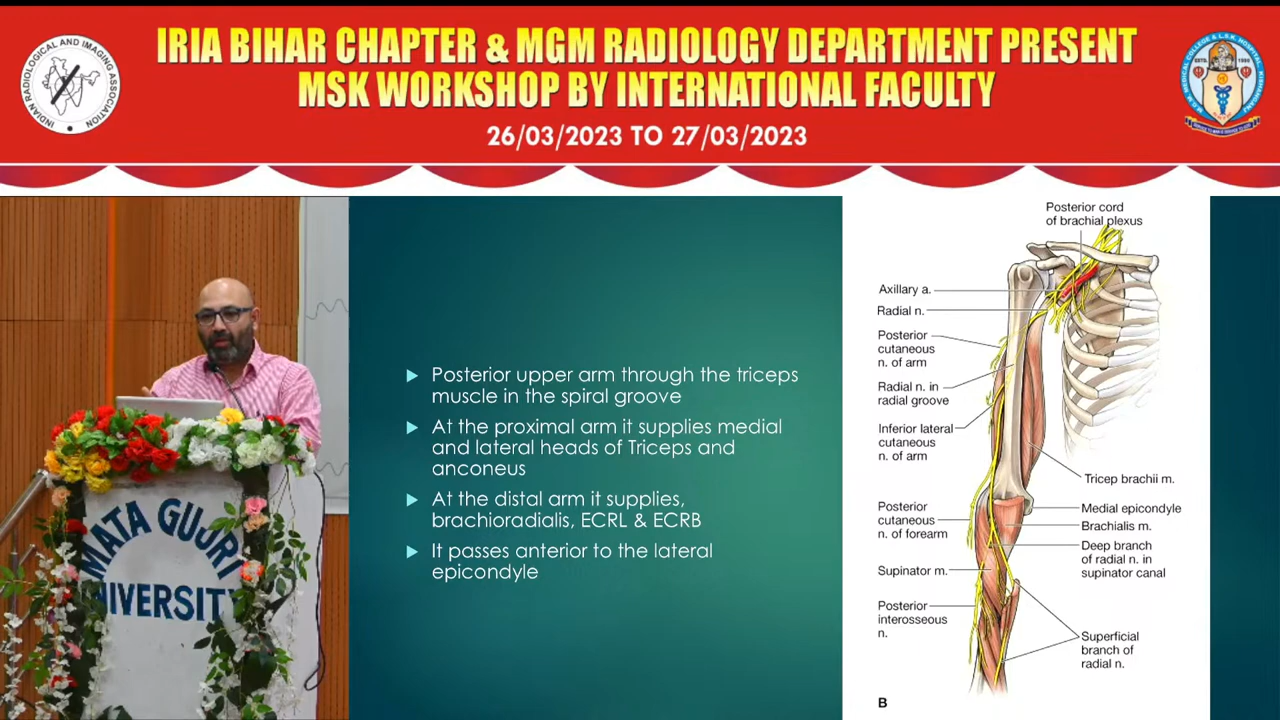 IRIA BIHAR CHAPTER & MGM RADIOLOGY DEPARTMENT PRESENT
MSK WORKSHOP BY INTERNATIONAL FACULTY
26/03/2023 TO 27/03/2023
INDIAN RADIOLOGICAL AND IMAGING ASSOCIATION
MATA GUJRI
UNIVERSITY
Posterior upper arm through the triceps
muscle in the spiral groove
At the proximal arm it supplies medial
and lateral heads of Triceps and
anconeus
At the distal arm it supplies,
brachioradialis, ECRL & ECRB
It passes anterior to the lateral
epicondyle
Posterior cord
of brachial plexus
Axillary a.
Radial n.
Posterior
cutaneous
n. of arm
Radial n. in
radial groove
Inferior lateral
cutaneous
n. of arm
Tricep brachii m.
Posterior
cutaneous
n. of forearm
Medial epicondyle
Brachialis m.
Deep branch
of radial n. in
supinator canal
Supinator m.
Posterior
interosseous
n.
Superficial
branch of
radial n.
B